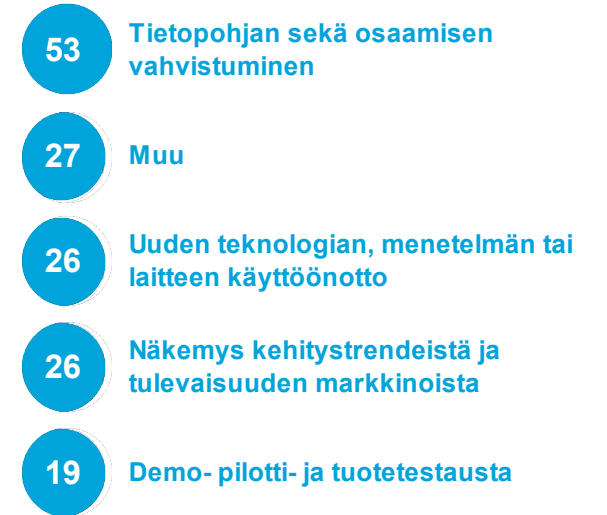 53
Tietopohjan sekä osaamisen
vahvistuminen
27
Muu
26
Uuden teknologian, menetelmän tai
laitteen käyttöönotto
26
Näkemys kehitystrendeistä ja
tulevaisuuden markkinoista
19
Demo- pilotti- ja tuotetestausta